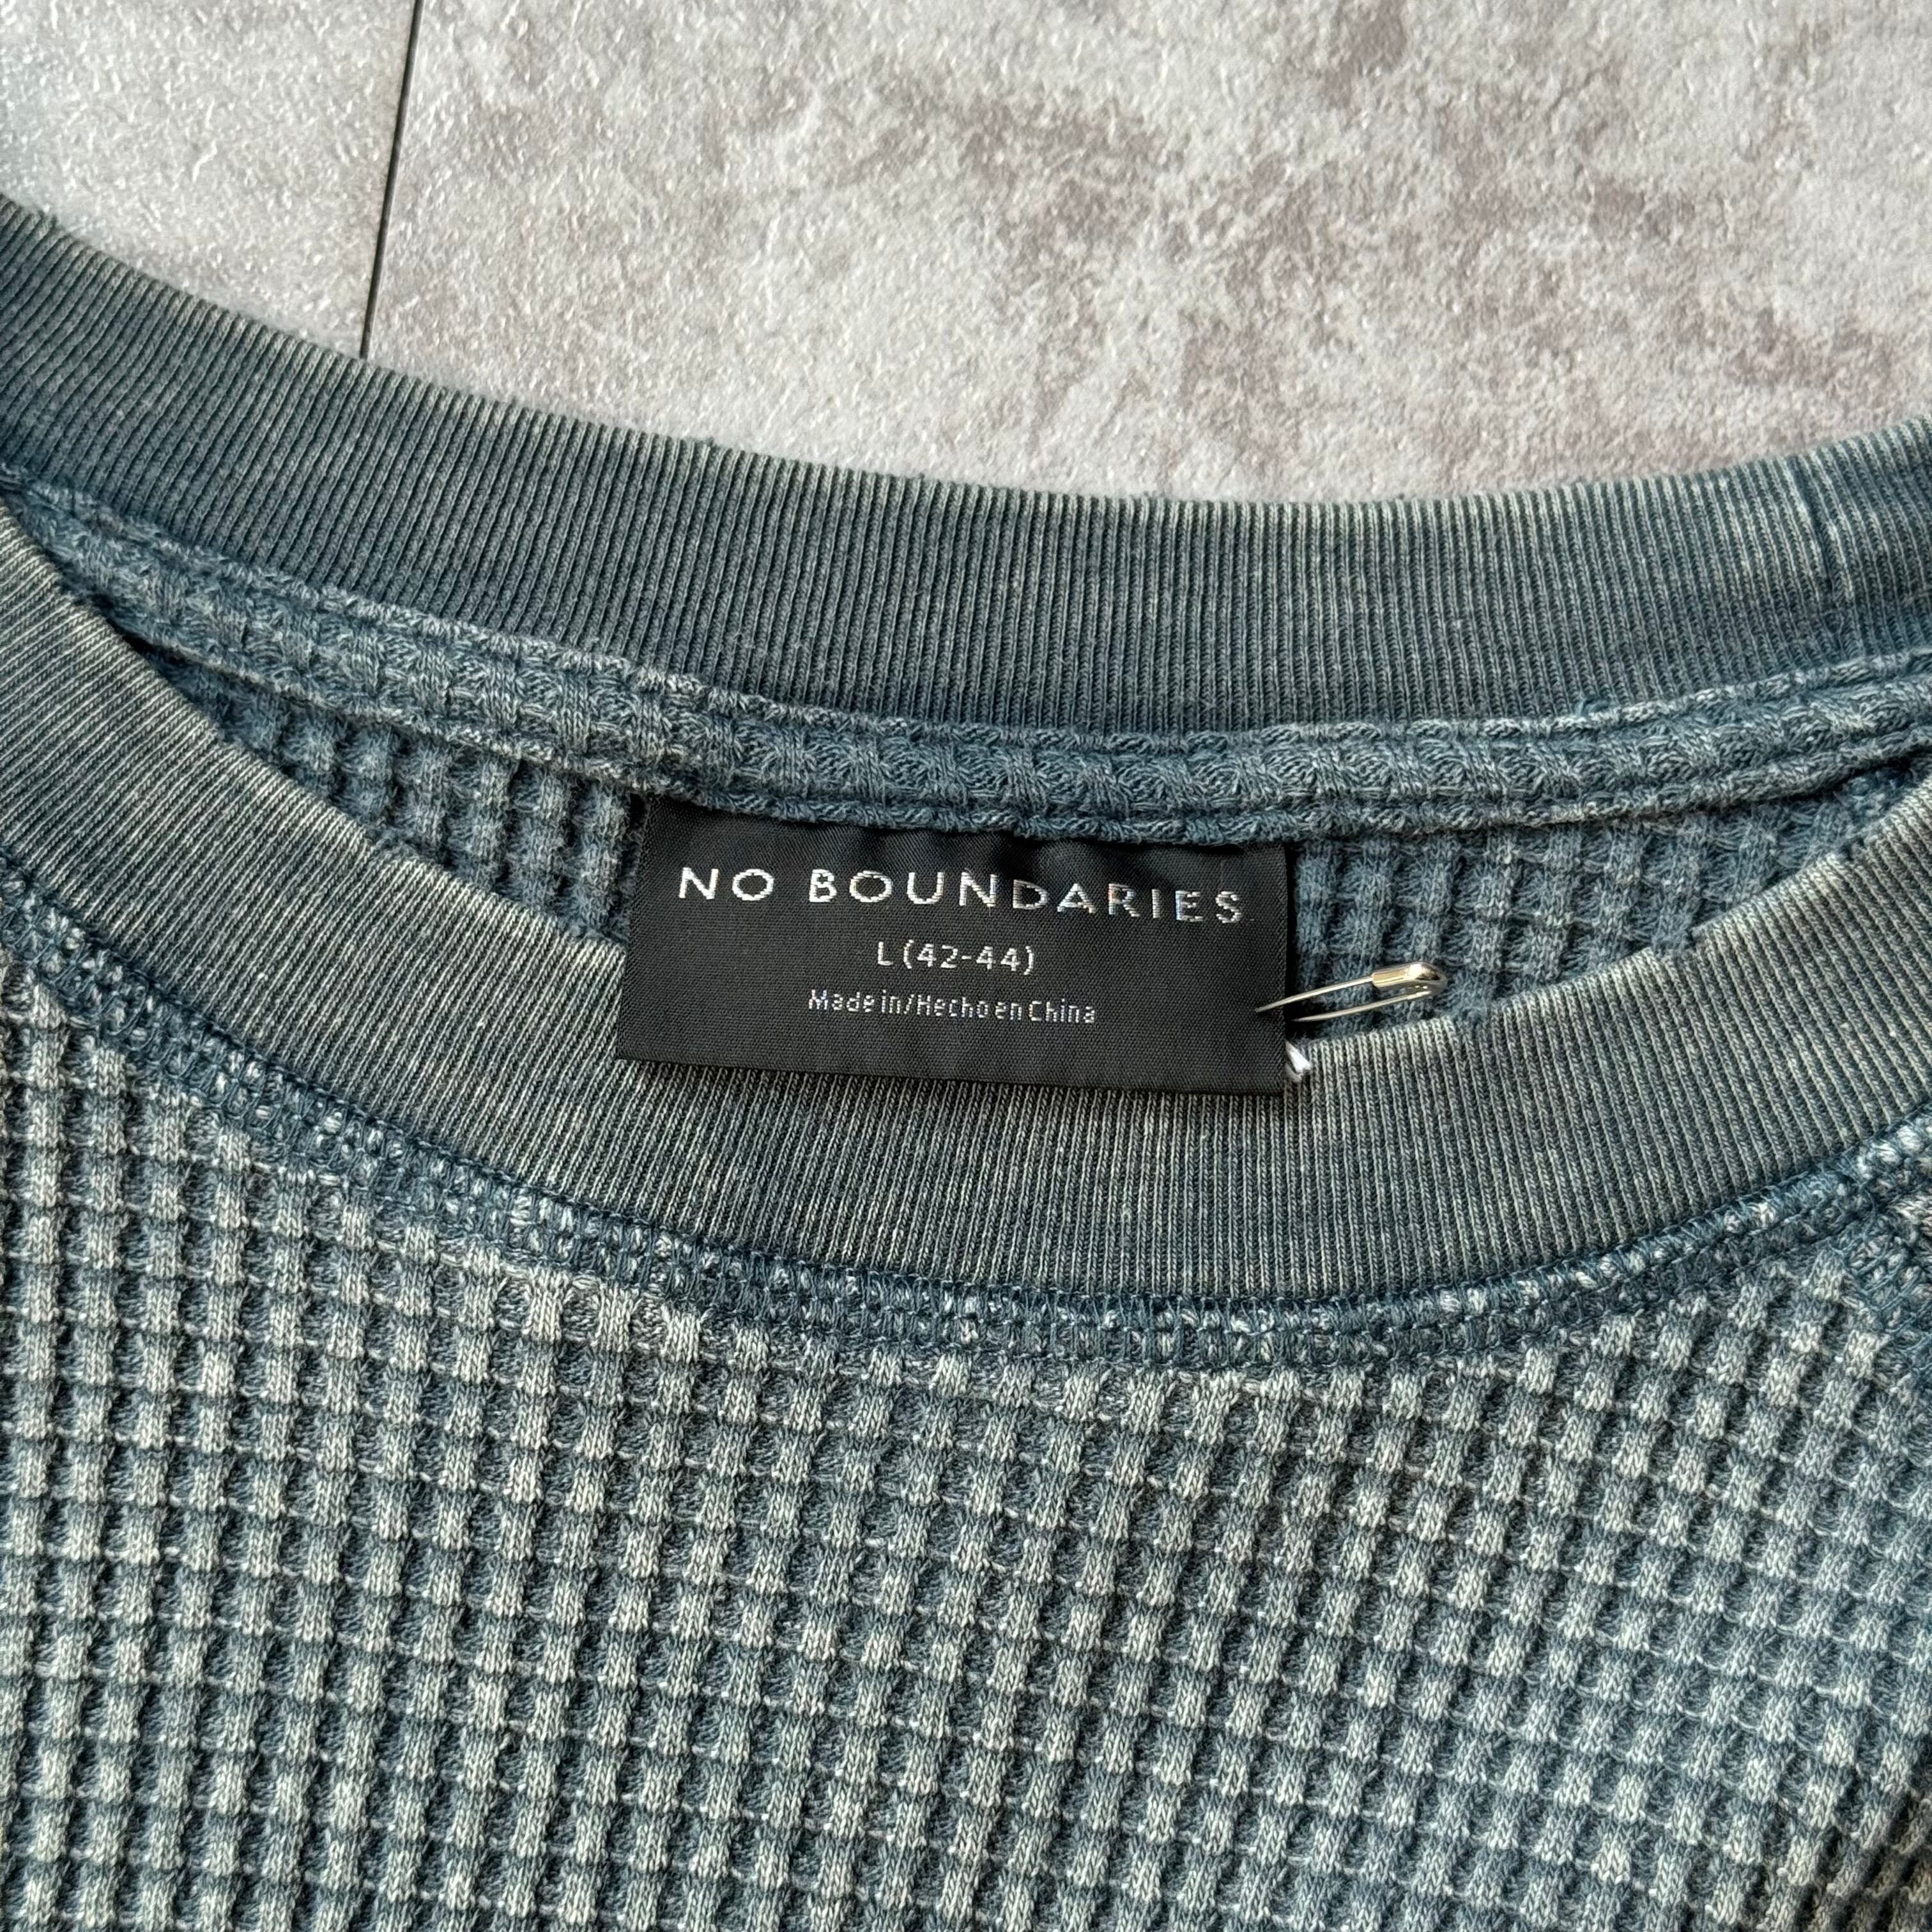 NO BOUNDARIES
L (42-44)
Made in/Hecho en China